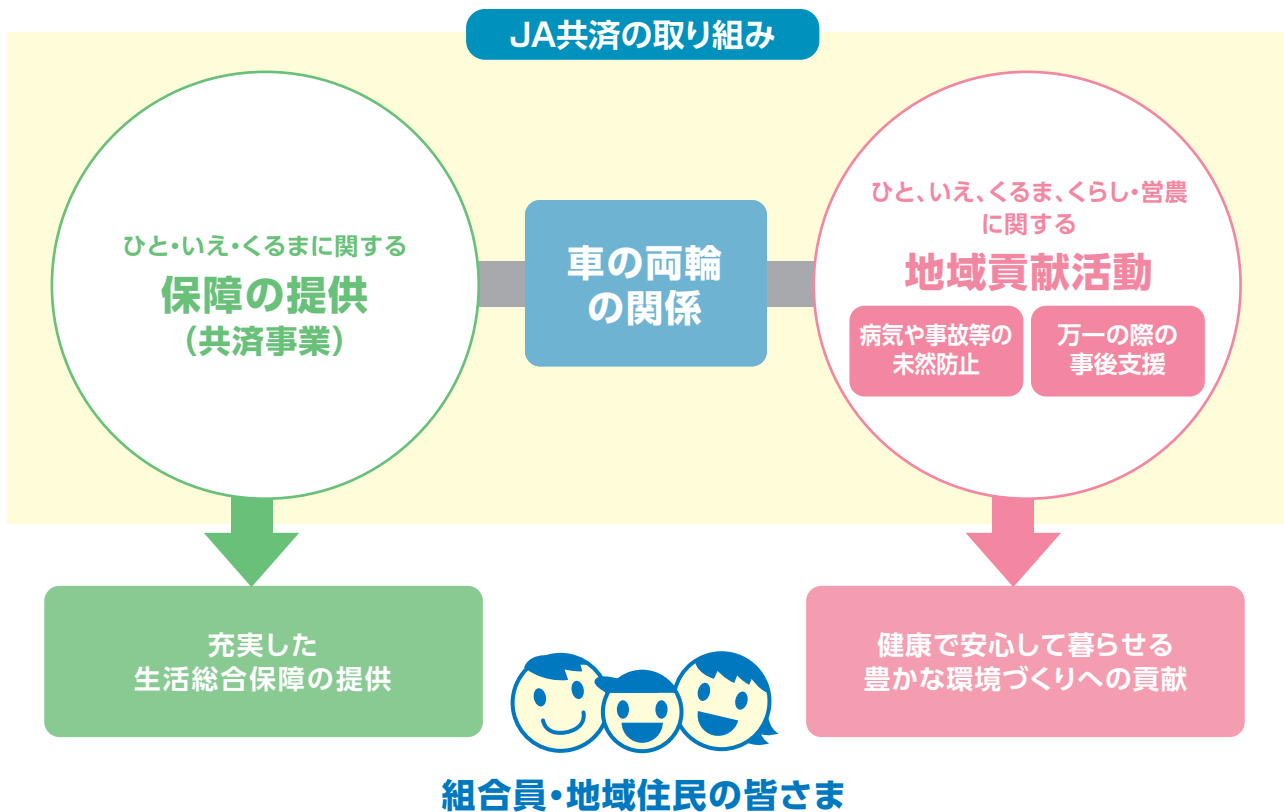 JA共済の取り組み
ひと・いえ・くるまに関する
保障の提供
(共済事業)
車の両輪
の関係
ひと、いえ、くるま、くらし・営農
に関する
地域貢献活動
病気や事故等の
未然防止
万一の際の
事後支援
充実した
生活総合保障の提供
健康で安心して暮らせる
豊かな環境づくりへの貢献
組合員・地域住民の皆さま